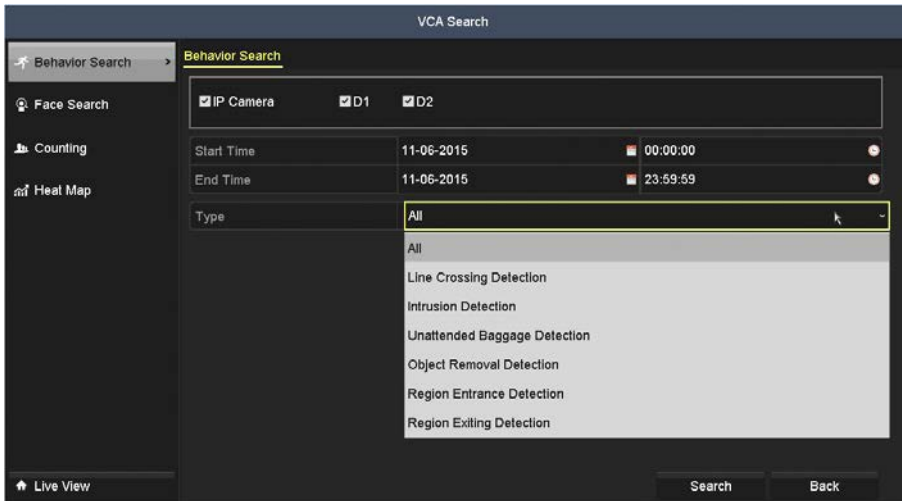 VCA Search
Behavior Search
Face Search
Counting
Heat Map
Live View
Behavior Search
IP Camera D1 D2
Start Time 11-06-2015 00:00:00
End Time 11-06-2015 23:59:59
Type All
All
Line Crossing Detection
Intrusion Detection
Unattended Baggage Detection
Object Removal Detection
Region Entrance Detection
Region Exiting Detection
Search Back